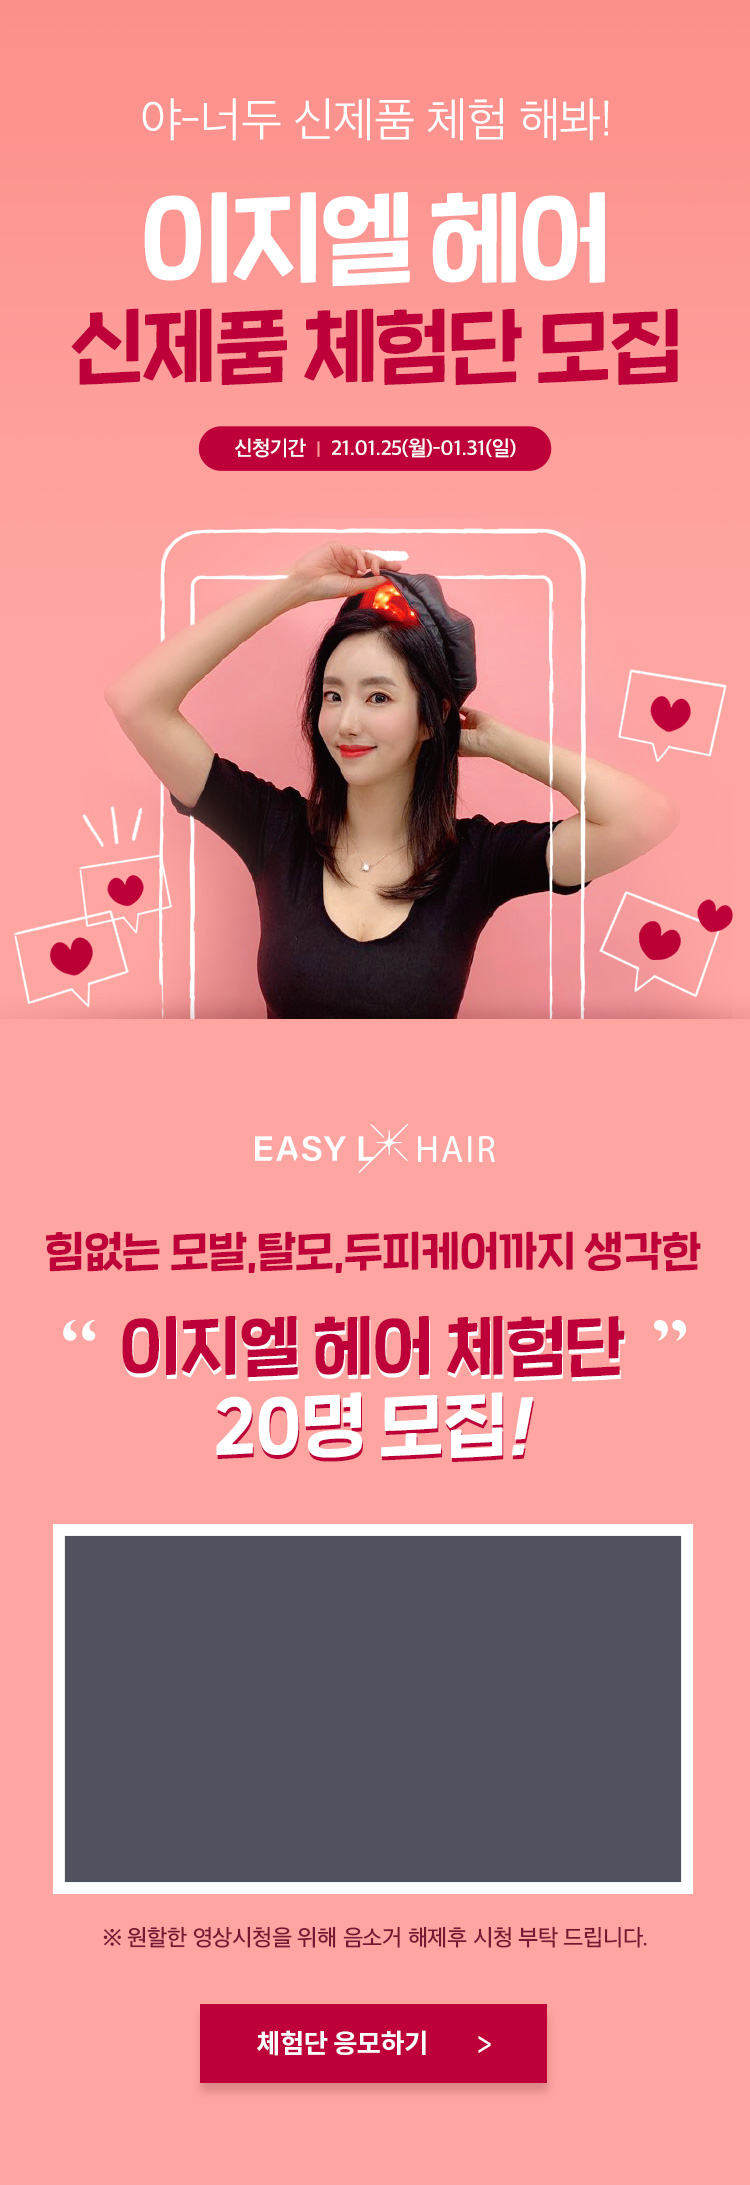 야-너두 신제품 체험 해봐!
이지엘 헤어
신제품 체험단 모집
신청기간 | 21.01.25(월)-01.31(일)
EASY L HAIR
힘없는 모발,탈모,두피케어까지 생각한
“ 이지엘 헤어 체험단 ”
20명 모집!
※ 원할한 영상시청을 위해 음소거 해제후 시청 부탁 드립니다.
체험단 응모하기 >